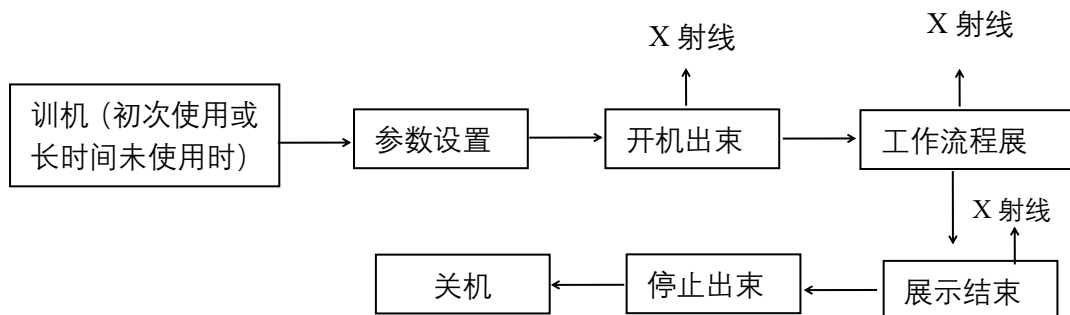 X 射线
X 射线
训机（初次使用或
长时间未使用时）
参数设置
开机出束
工作流程展
X 射线
关机
停止出束
展示结束